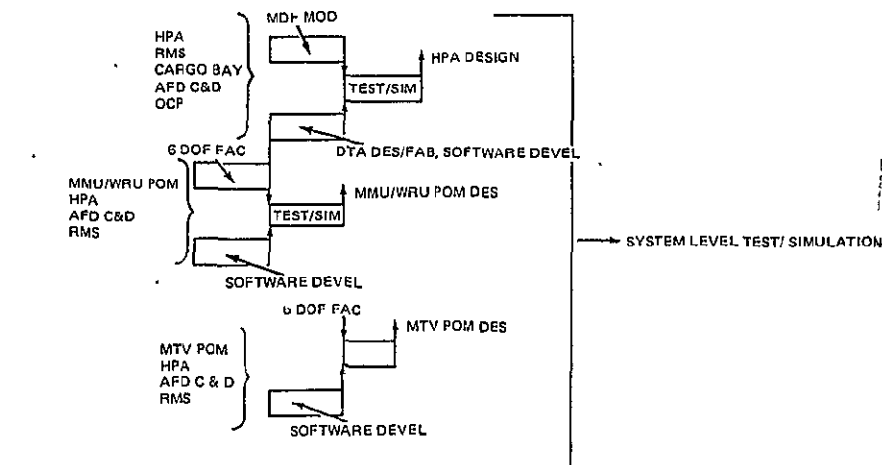 MDF MOD
HPA
RMS
CARGO BAY
AFD C&D
OCP
HPA DESIGN
TEST/SIM
DTA DES/FAB, SOFTWARE DEVEL
6 DOF FAC
MMU/WRU POM
HPA
AFD C&D
RMS
MMU/WRU POM DES
TEST/SIM
SOFTWARE DEVEL
SYSTEM LEVEL TEST/ SIMULATION
6 DOF FAC
MTV POM DES
MTV POM
HPA
AFD C & D
RMS
SOFTWARE DEVEL